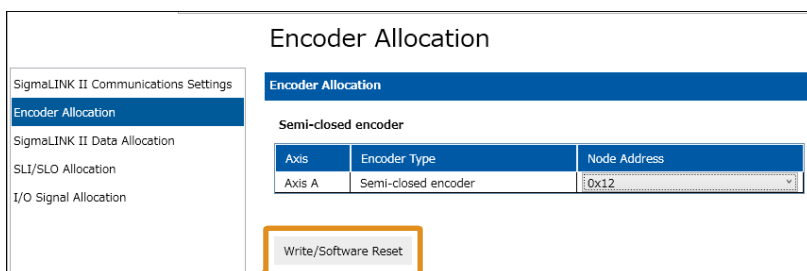 Encoder Allocation
SigmaLINK II Communications Settings
Encoder Allocation
SigmaLINK II Data Allocation
SLI/SLO Allocation
I/O Signal Allocation
Encoder Allocation
Semi-closed encoder
Axis Encoder Type Node Address
Axis A Semi-closed encoder 0x12
Write/Software Reset